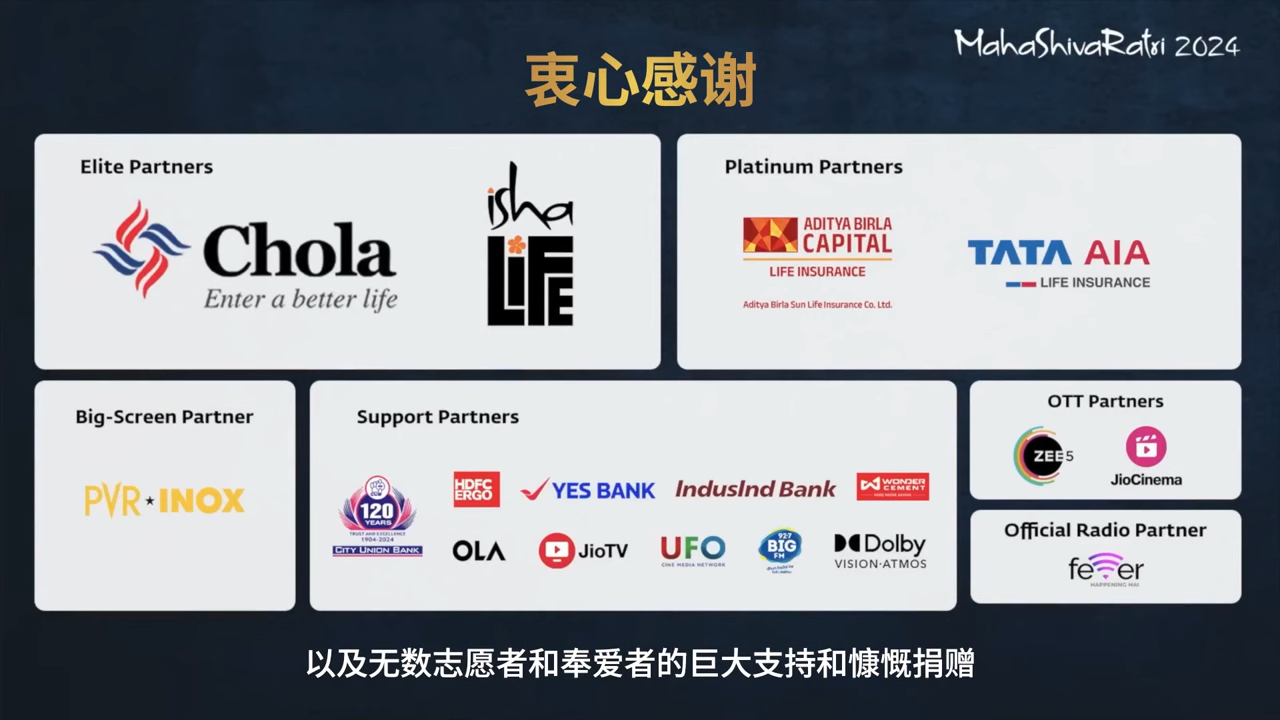 MahaShivaRatri 2024
衷心感谢
Elite Partners
Chola
Enter a better life
isha
LIFE
Platinum Partners
ADITYA BIRLA
CAPITAL
LIFE INSURANCE
Aditya Birla Sun Life Insurance Co. Ltd.
TATA AIA
LIFE INSURANCE
Big-Screen Partner
PVR INOX
Support Partners
120
YEARS
TRUST AND EXCELLENCE
1904-2024
CITY UNION BANK
HDFC
ERGO
YES BANK
IndusInd Bank
WONDER
CEMENT
OLA
JioTV
UFO
CINE MEDIA NETWORK
92.7
BIG
FM
Dolby
VISION·ATMOS
OTT Partners
ZEE5
JioCinema
Official Radio Partner
fever
HAPPENING HAI
以及无数志愿者和奉爱者的巨大支持和慷慨捐赠